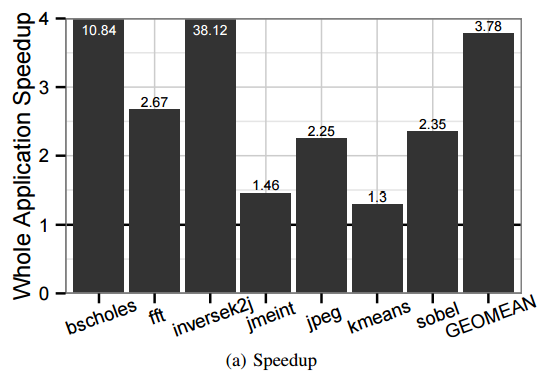 Whole Application Speedup
4
3
2
1
0
10.84
2.67
38.12
1.46
2.25
1.3
2.35
3.78
bscholes
fft
inversek2j
jmeint
jpeg
kmeans
sobel
GEOMEAN
(a) Speedup